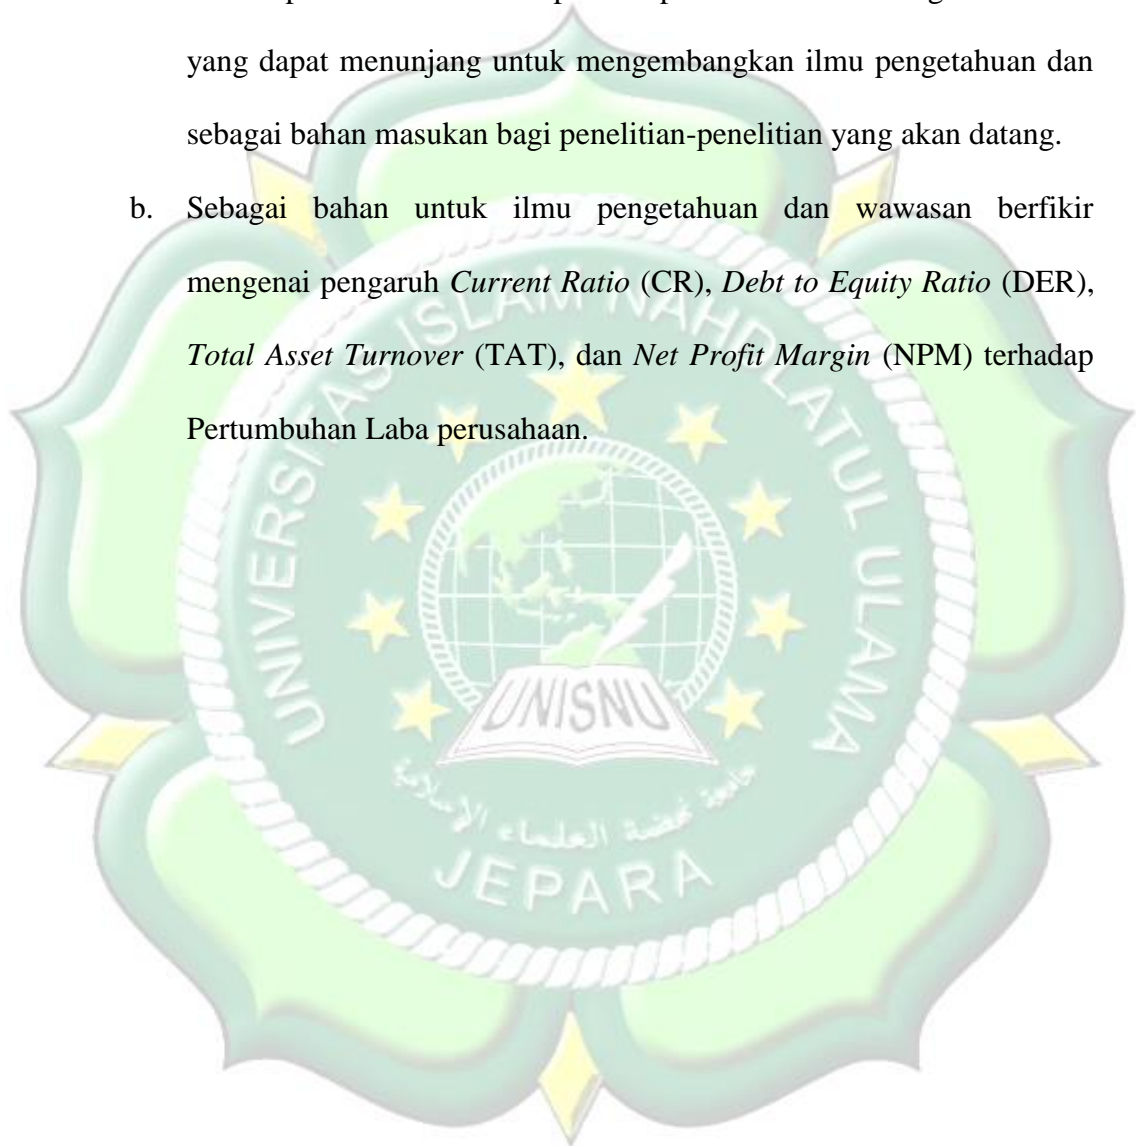 yang dapat menunjang untuk mengembangkan ilmu pengetahuan dan
sebagai bahan masukan bagi penelitian-penelitian yang akan datang.
b. Sebagai bahan untuk ilmu pengetahuan dan wawasan berfikir
mengenai pengaruh Current Ratio (CR), Debt to Equity Ratio (DER),
Total Asset Turnover (TAT), dan Net Profit Margin (NPM) terhadap
Pertumbuhan Laba perusahaan.
UNIVERSITAS ISLAM NAHDLATUL ULAMA
UNISNU
العلماء الإسلامية
JEPARA